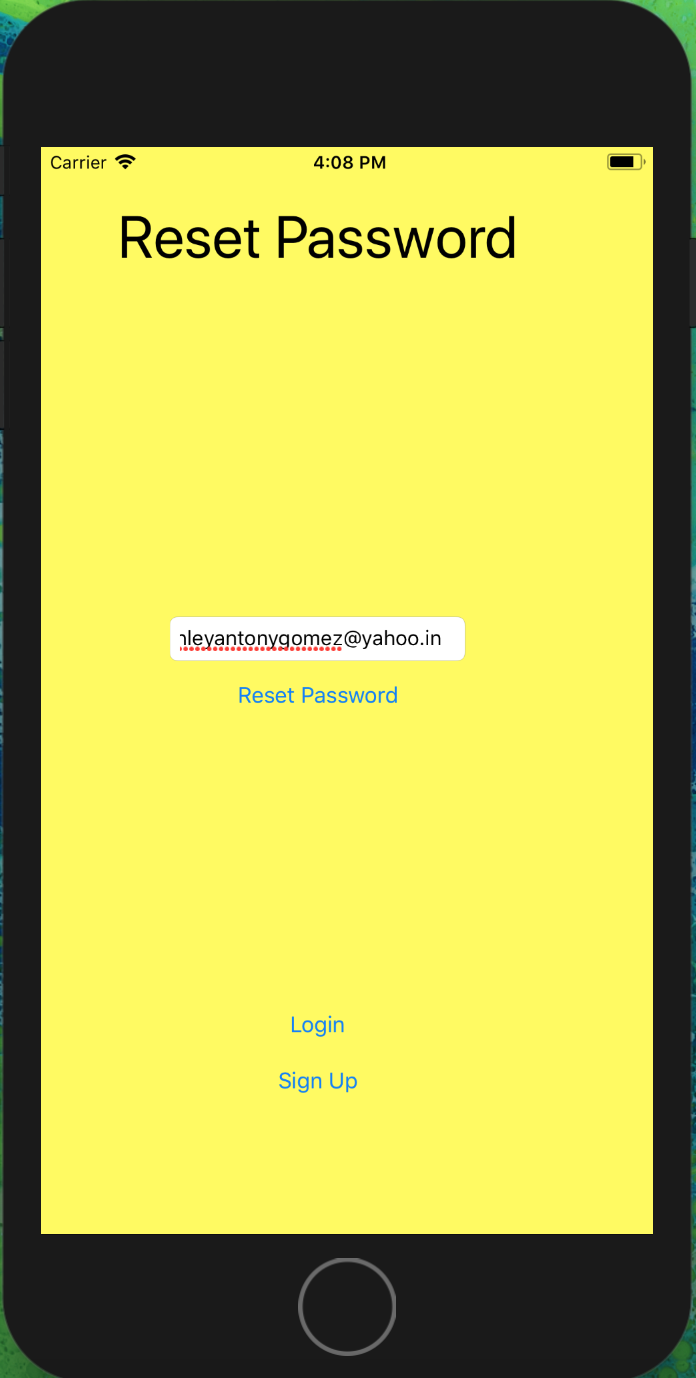 Carrier
4:08 PM
Reset Password
nleyantonygomez@yahoo.in
Reset Password
Login
Sign Up